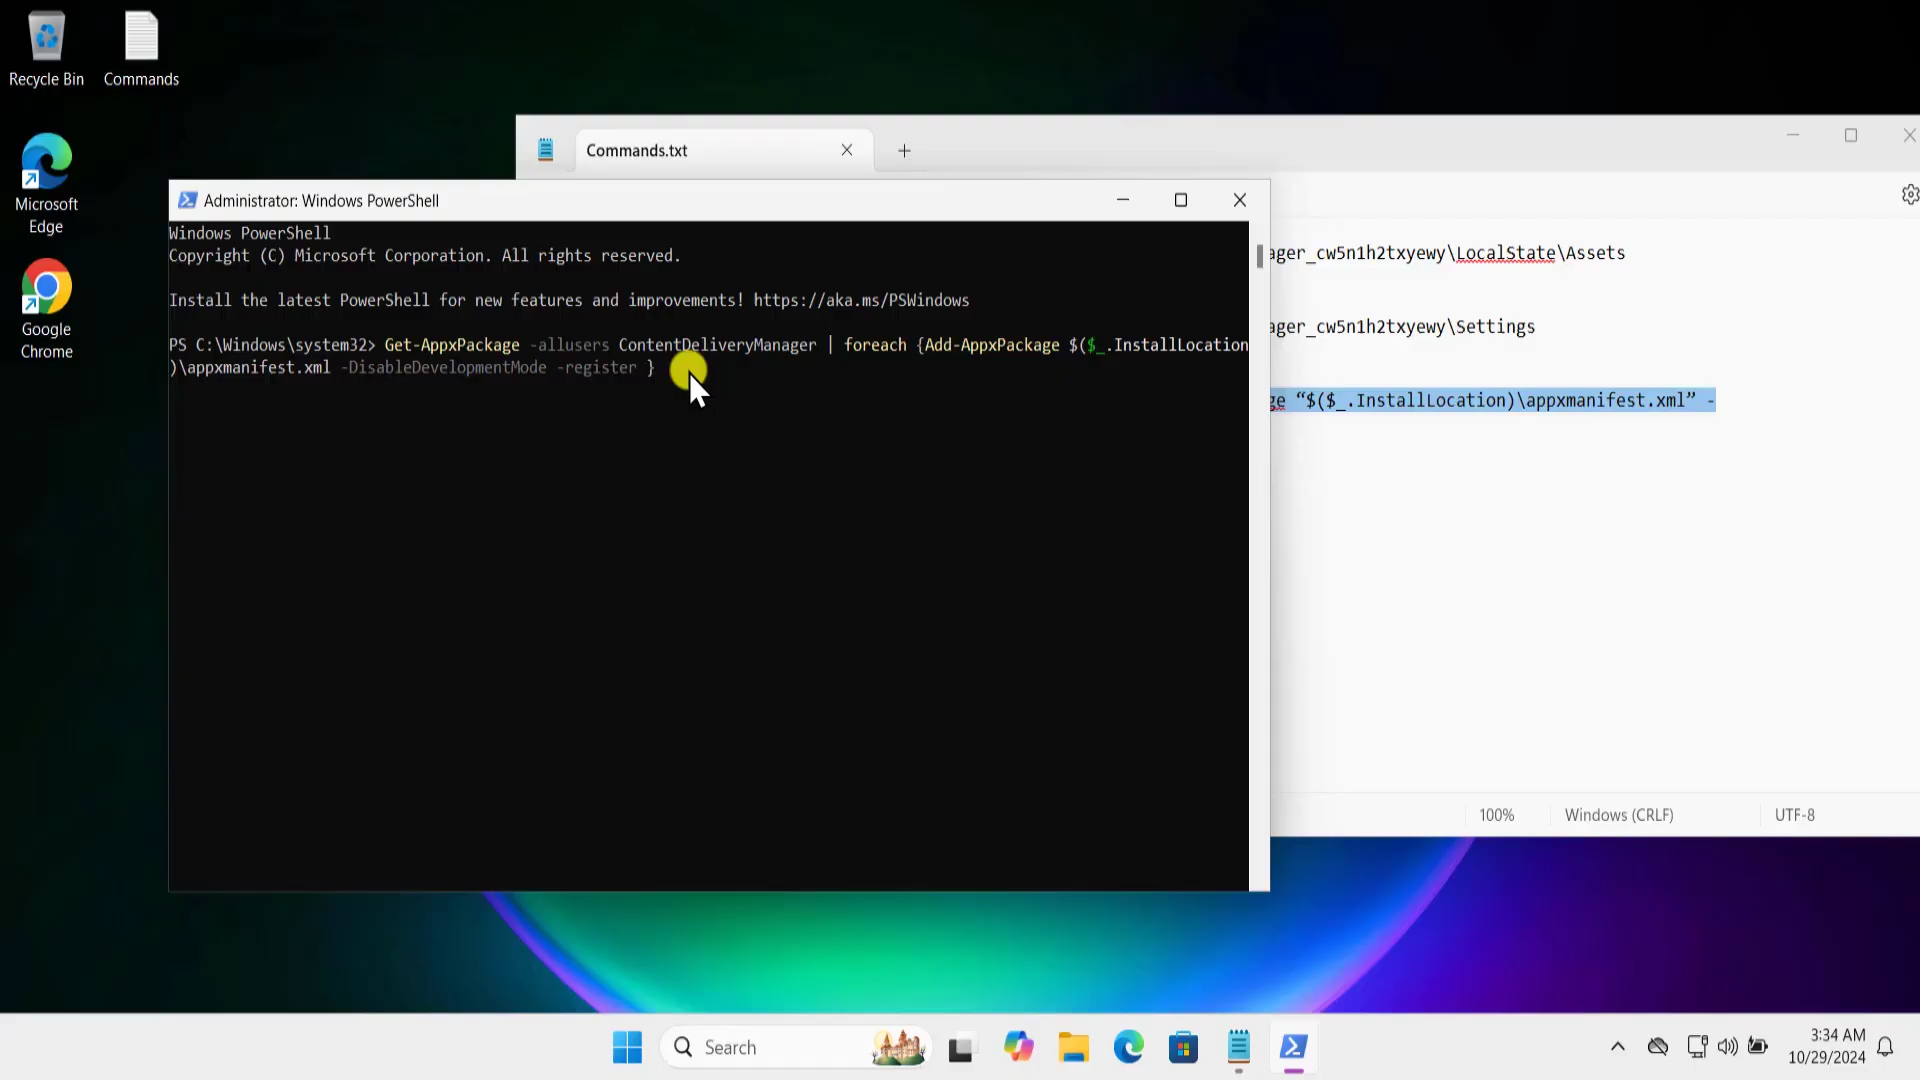 Recycle Bin
Commands
Microsoft
Edge
Google
Chrome
Commands.txt
Administrator: Windows PowerShell
Windows PowerShell
Copyright (C) Microsoft Corporation. All rights reserved.
Install the latest PowerShell for new features and improvements! https://aka.ms/PSWindows
PS C:\Windows\system32> Get-AppxPackage -allusers ContentDeliveryManager | foreach {Add-AppxPackage $($_.InstallLocation
)\appxmanifest.xml -DisableDevelopmentMode -register }
ager_cw5n1h2txyewy\LocalState\Assets
ager_cw5n1h2txyewy\Settings
ge “$($_.InstallLocation)\appxmanifest.xml” -
100%
Windows (CRLF)
UTF-8
Search
3:34 AM
10/29/2024